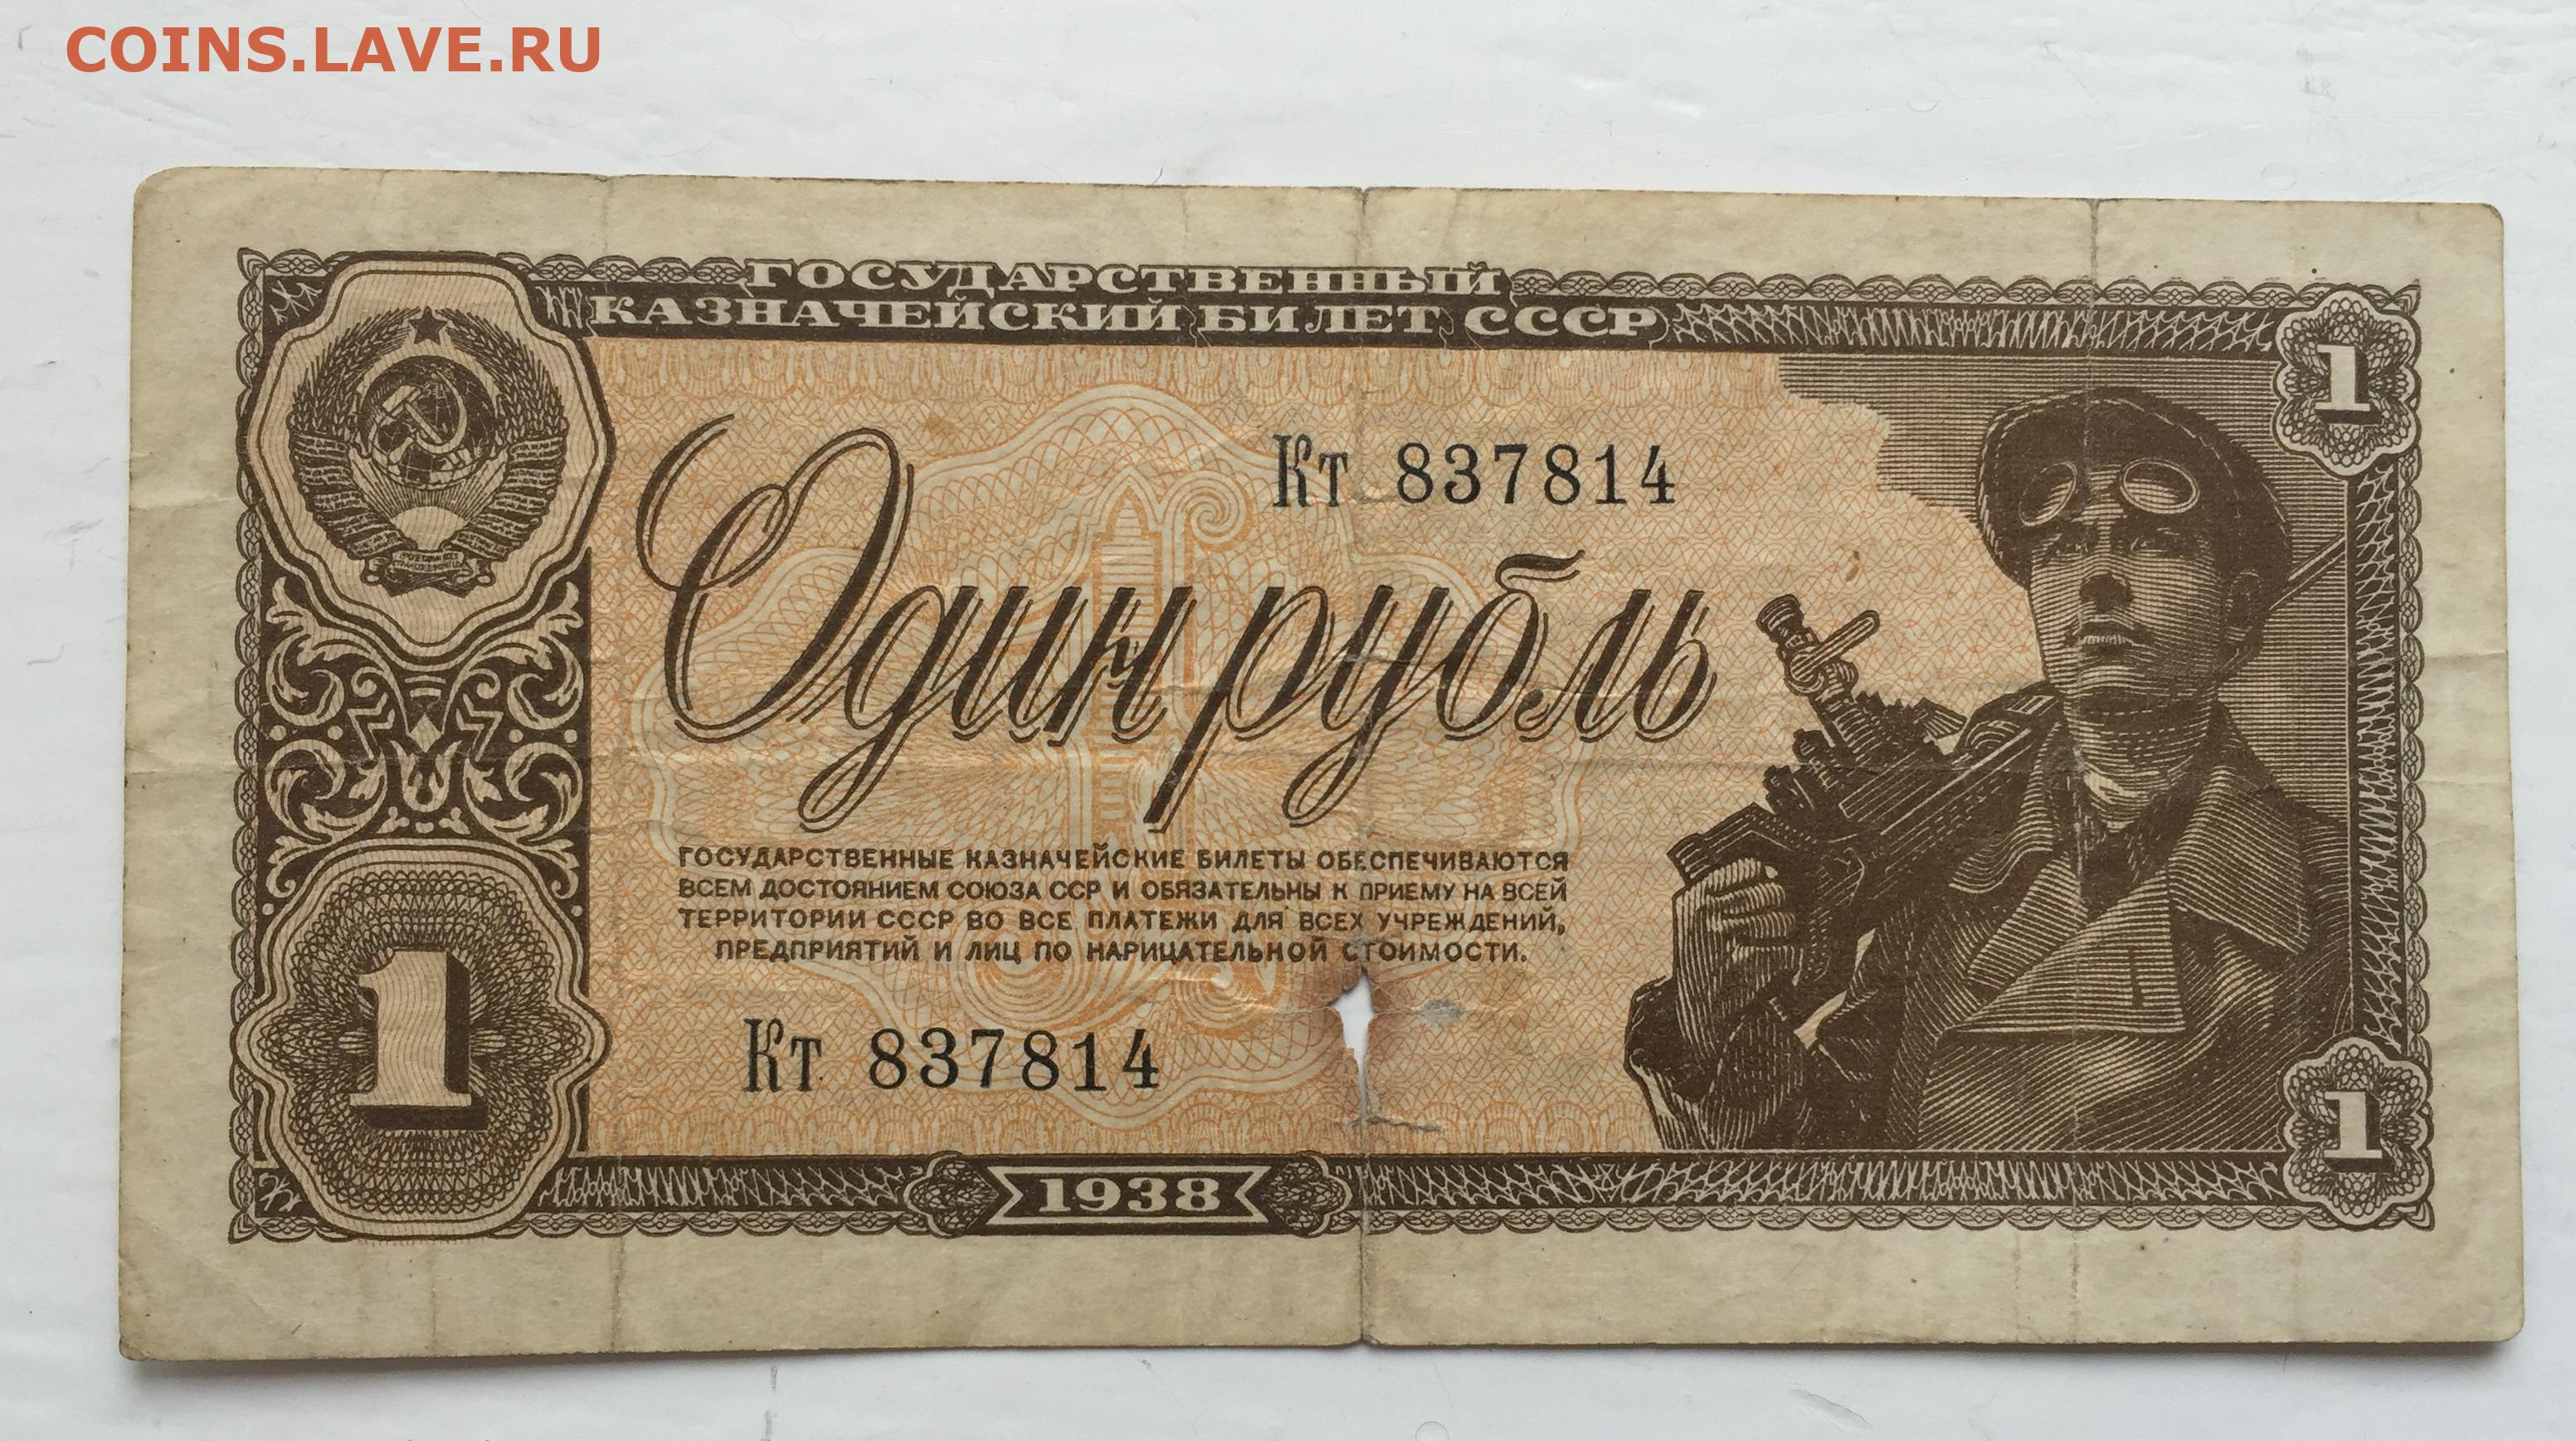 COINS.LAVE.RU
ГОСУДАРСТВЕННЫЙ
КАЗНАЧЕЙСКИЙ БИЛЕТ СССР
1
Кт 837814
Один рубль
ГОСУДАРСТВЕННЫЕ КАЗНАЧЕЙСКИЕ БИЛЕТЫ ОБЕСПЕЧИВАЮТСЯ
ВСЕМ ДОСТОЯНИЕМ СОЮЗА ССР И ОБЯЗАТЕЛЬНЫ К ПРИЕМУ НА ВСЕЙ
ТЕРРИТОРИИ СССР ВО ВСЕ ПЛАТЕЖИ ДЛЯ ВСЕХ УЧРЕЖДЕНИЙ,
ПРЕДПРИЯТИЙ И ЛИЦ ПО НАРИЦАТЕЛЬНОЙ СТОИМОСТИ.
1
Кт 837814
1
1938